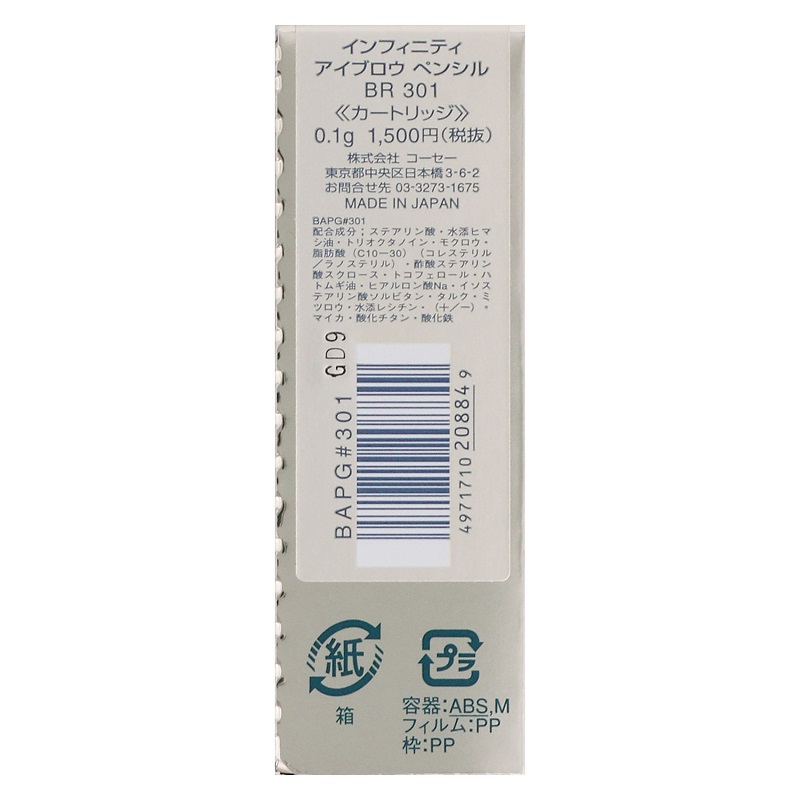 インフィニティ
アイブロウ ペンシル
BR 301
《カートリッジ》
0.1g 1,500円(税抜)
株式会社 コーセー
東京都中央区日本橋3-6-2
お問合せ先 03-3273-1675
MADE IN JAPAN
BAPG#301
配合成分；ステアリン酸・水添ヒマ
シ油・トリオクタノイン・モクロウ・
脂肪酸（C10―30）（コレステリル
／ラノステリル）・酢酸ステアリン
酸スクロース・トコフェロール・ハ
トムギ油・ヒアルロン酸Na・イソス
テアリン酸ソルビタン・タルク・ミ
ツロウ・水添レシチン・（＋／―）・
マイカ・酸化チタン・酸化鉄
GD9
BAPG#301
4971710 208849
紙
箱
プラ
容器:ABS,M
フィルム:PP
枠:PP